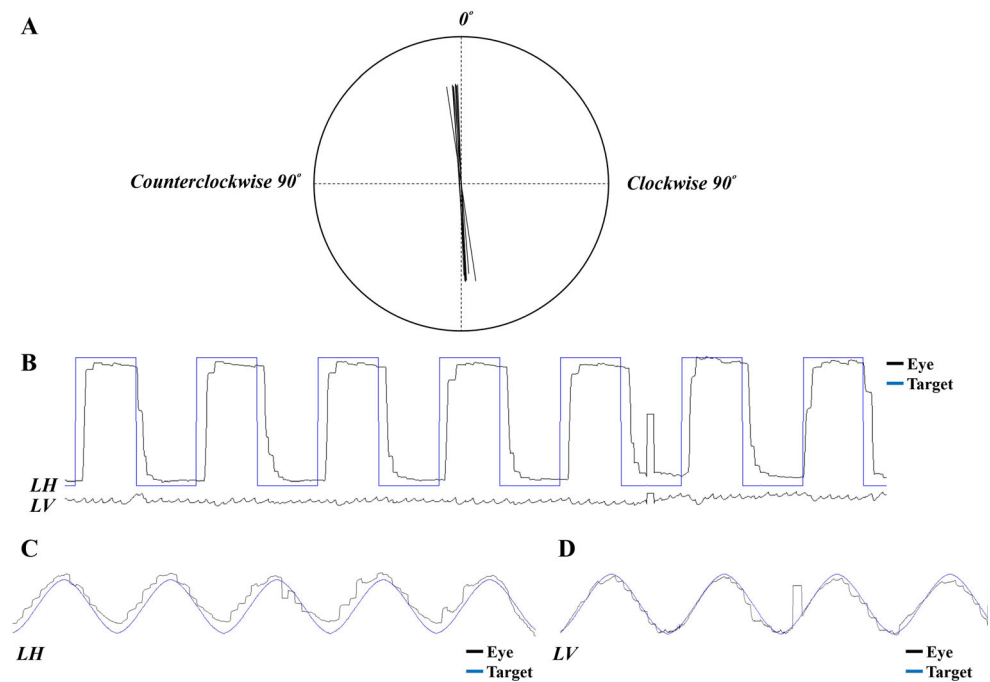 A
0°
Counterclockwise 90°
Clockwise 90°
B
Eye
Target
LH
LV
C
D
LH
Eye
Target
LV
Eye
Target